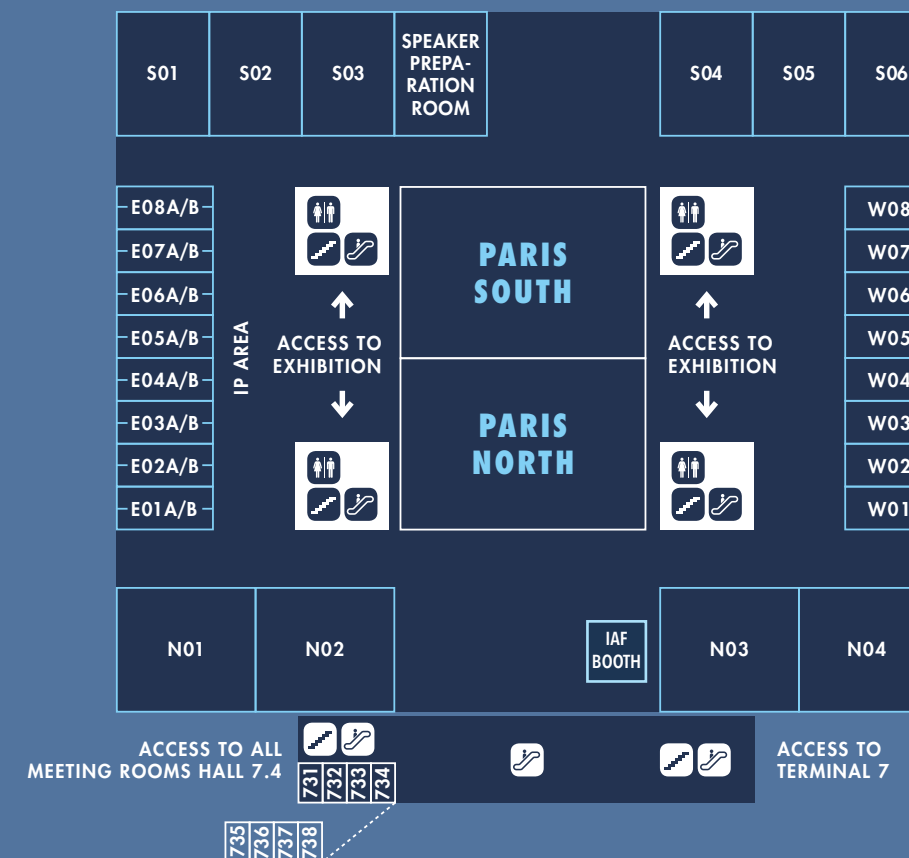 S01
S02
S03
SPEAKER
PREPA-
RATION
ROOM
S04
S05
S06
E08A/B
E07A/B
E06A/B
E05A/B
E04A/B
E03A/B
E02A/B
E01A/B
IP AREA
ACCESS TO
EXHIBITION
PARIS
SOUTH
PARIS
NORTH
ACCESS TO
EXHIBITION
W08
W07
W06
W05
W04
W03
W02
W01
N01
N02
IAF
BOOTH
N03
N04
ACCESS TO ALL
MEETING ROOMS HALL 7.4
731
732
733
734
ACCESS TO
TERMINAL 7
735
736
737
738